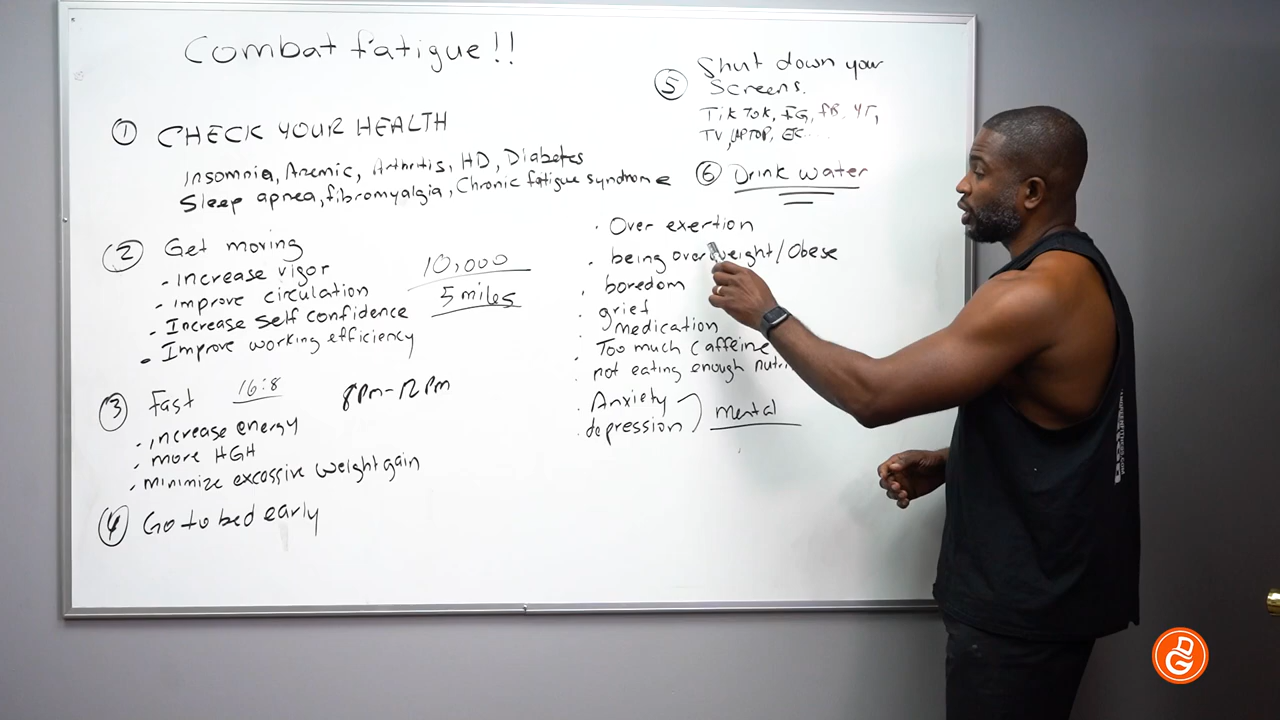 Combat fatigue!!
① CHECK YOUR HEALTH
Insomnia, Anemic, Arthritis, HD, Diabetes
Sleep apnea, fibromyalgia, Chronic fatigue syndrome
② Get moving
- Increase vigor
- Improve circulation
- Increase self confidence
- Improve working efficiency
10,000
5 miles
③ Fast 16:8 8pm-12pm
- increase energy
- more HGH
- minimize excossive weight gain
④ Go to bed early
⑤ Shut down your
Screens.
TikTok, IG, FB, YT,
TV, LAPTOP, ETC....
⑥ Drink water
· Over exertion
· being overweight/Obese
· boredom
· grief
· medication
· Too much caffeine
· not eating enough
· Anxiety
· depression
mental